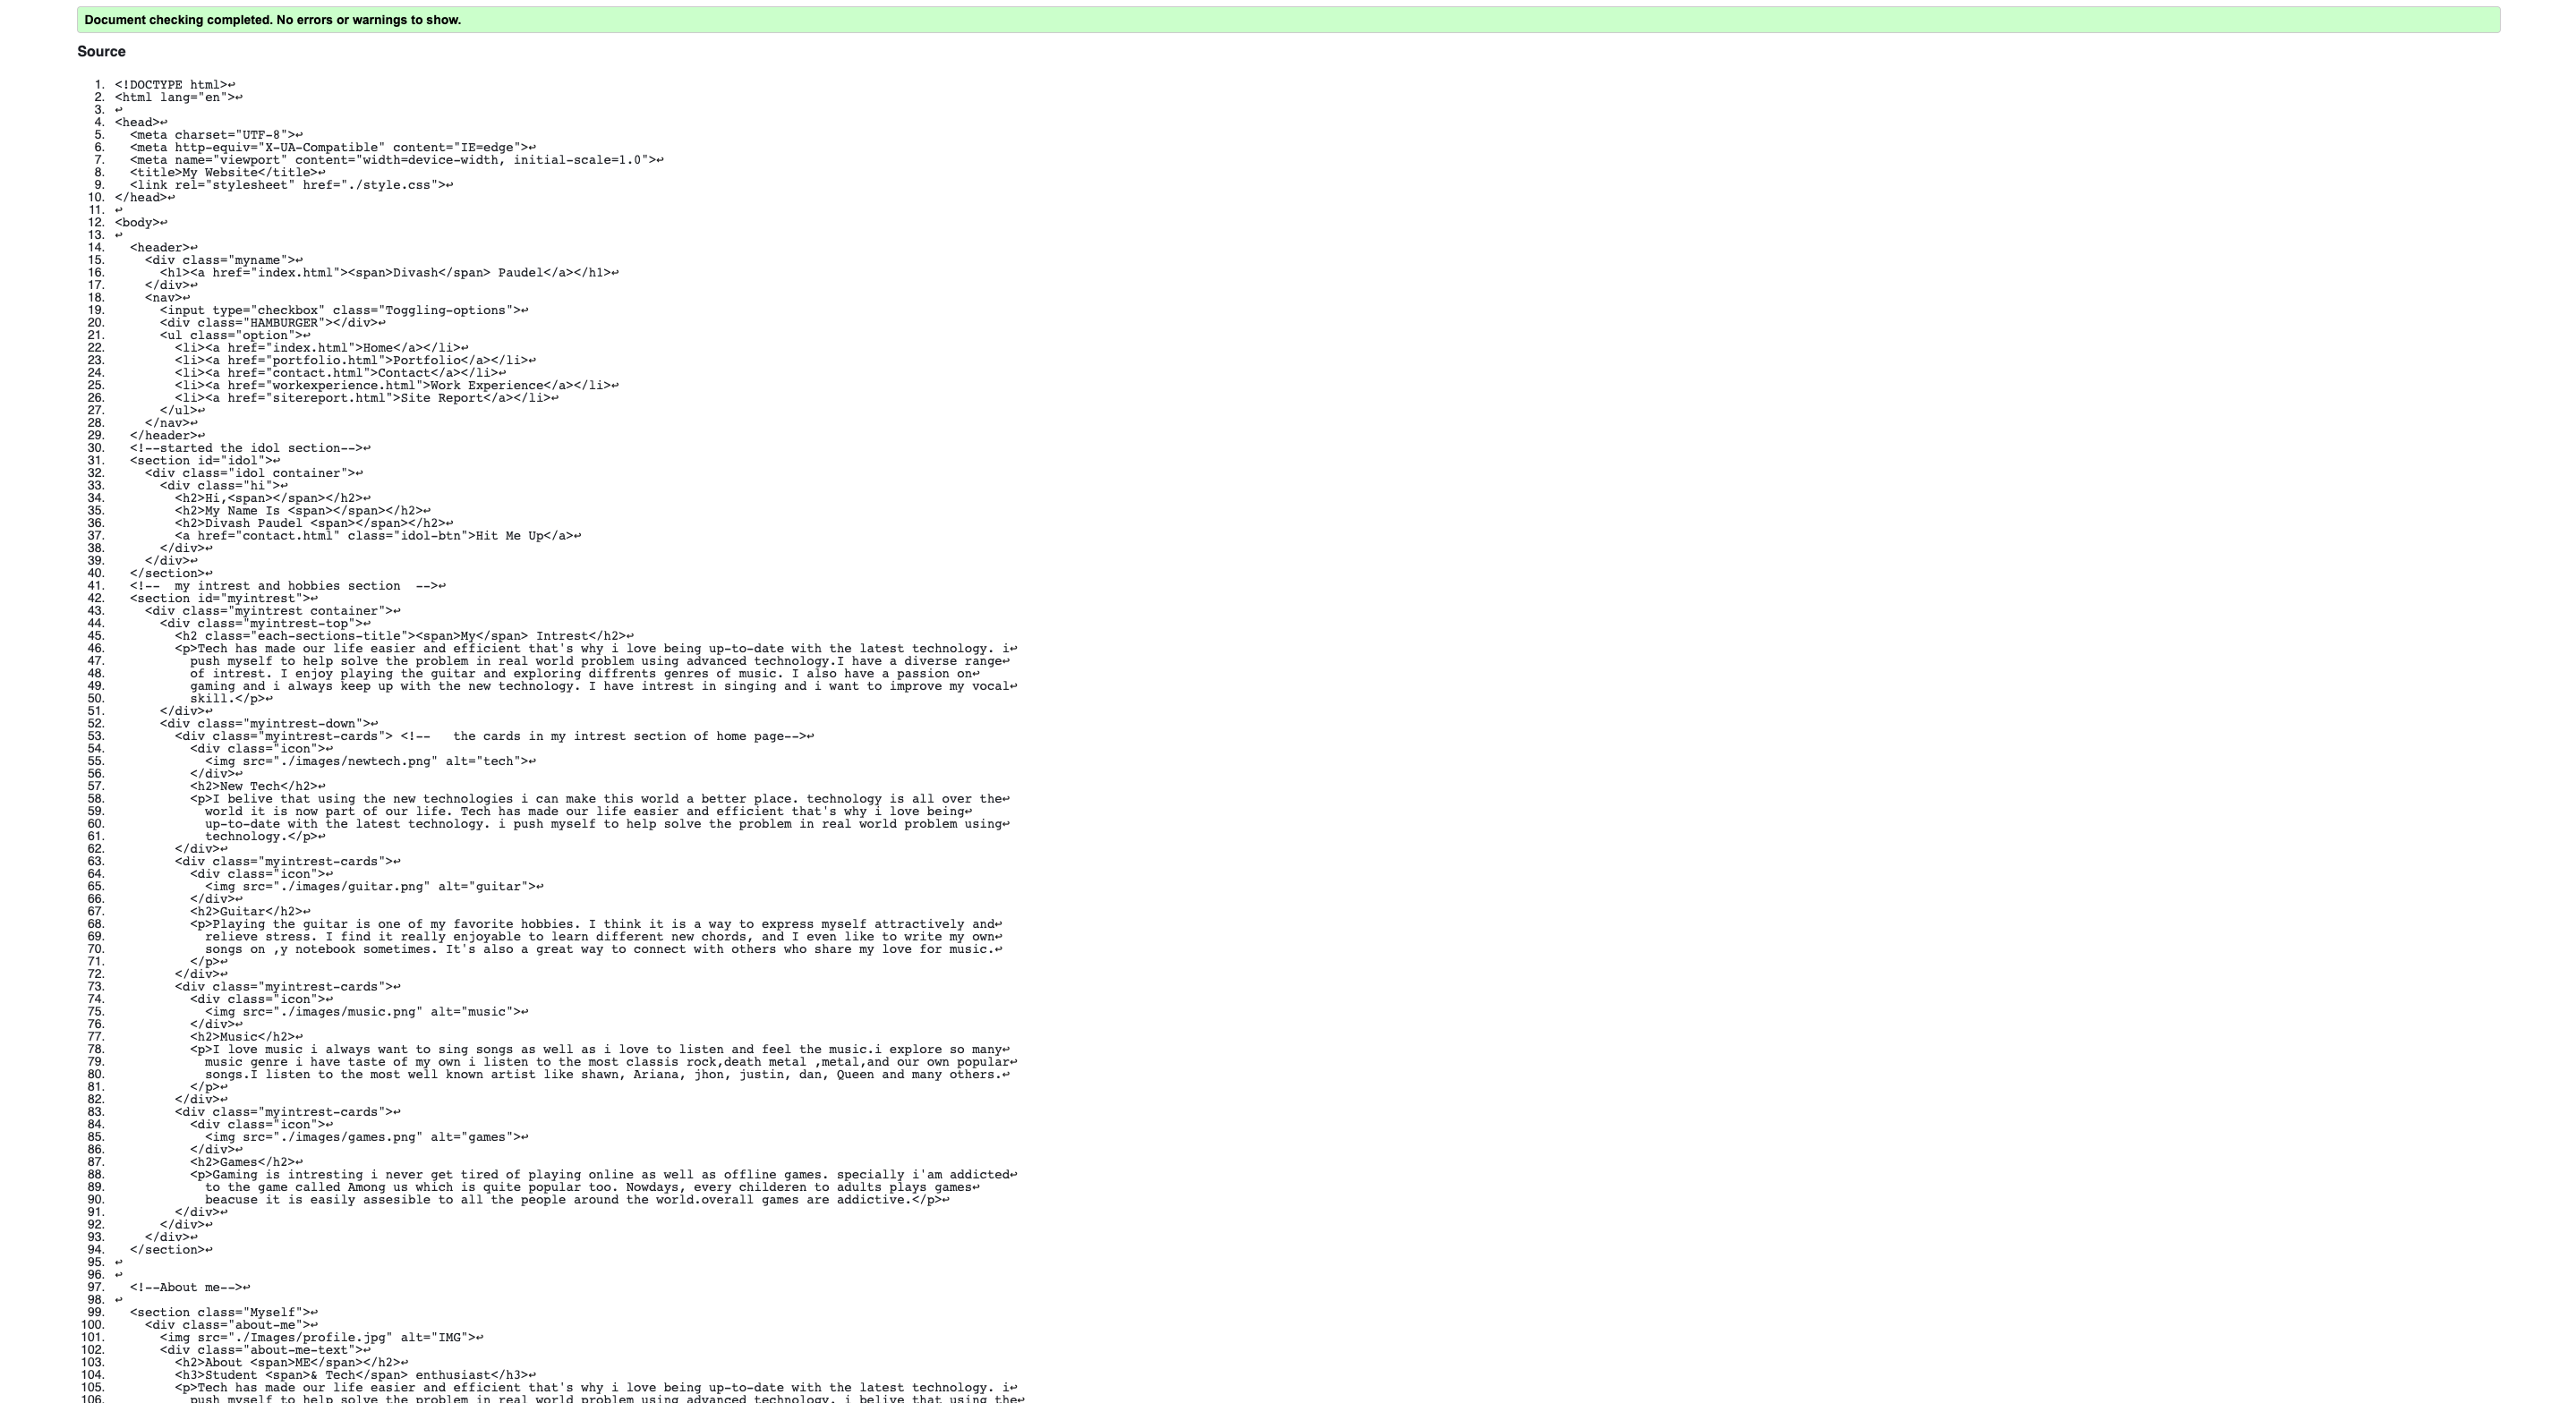 Document checking completed. No errors or warnings to show.
Source
1. <!DOCTYPE html>↩
2. <html lang="en">↩
3. ↩
4. <head>↩
5.   <meta charset="UTF-8">↩
6.   <meta http-equiv="X-UA-Compatible" content="IE=edge">↩
7.   <meta name="viewport" content="width=device-width, initial-scale=1.0">↩
8.   <title>My Website</title>↩
9.   <link rel="stylesheet" href="./style.css">↩
10. </head>↩
11. ↩
12. <body>↩
13. ↩
14.   <header>↩
15.     <div class="myname">↩
16.       <h1><a href="index.html"><span>Divash</span> Paudel</a></h1>↩
17.     </div>↩
18.     <nav>↩
19.       <input type="checkbox" class="Toggling-options">↩
20.       <div class="HAMBURGER"></div>↩
21.       <ul class="option">↩
22.         <li><a href="index.html">Home</a></li>↩
23.         <li><a href="portfolio.html">Portfolio</a></li>↩
24.         <li><a href="contact.html">Contact</a></li>↩
25.         <li><a href="workexperience.html">Work Experience</a></li>↩
26.         <li><a href="sitereport.html">Site Report</a></li>↩
27.       </ul>↩
28.     </nav>↩
29.   </header>↩
30.   <!--started the idol section-->↩
31.   <section id="idol">↩
32.     <div class="idol container">↩
33.       <div class="hi">↩
34.         <h2>Hi,<span></span></h2>↩
35.         <h2>My Name Is <span></span></h2>↩
36.         <h2>Divash Paudel <span></span></h2>↩
37.         <a href="contact.html" class="idol-btn">Hit Me Up</a>↩
38.       </div>↩
39.     </div>↩
40.   </section>↩
41.   <!--  my intrest and hobbies section  -->↩
42.   <section id="myintrest">↩
43.     <div class="myintrest container">↩
44.       <div class="myintrest-top">↩
45.         <h2 class="each-sections-title"><span>My</span> Intrest</h2>↩
46.         <p>Tech has made our life easier and efficient that's why i love being up-to-date with the latest technology. i↩
47.           push myself to help solve the problem in real world problem using advanced technology.I have a diverse range↩
48.           of intrest. I enjoy playing the guitar and exploring diffrents genres of music. I also have a passion on↩
49.           gaming and i always keep up with the new technology. I have intrest in singing and i want to improve my vocal↩
50.           skill.</p>↩
51.       </div>↩
52.       <div class="myintrest-down">↩
53.         <div class="myintrest-cards"> <!--   the cards in my intrest section of home page-->↩
54.           <div class="icon">↩
55.             <img src="./images/newtech.png" alt="tech">↩
56.           </div>↩
57.           <h2>New Tech</h2>↩
58.           <p>I belive that using the new technologies i can make this world a better place. technology is all over the↩
59.             world it is now part of our life. Tech has made our life easier and efficient that's why i love being↩
60.             up-to-date with the latest technology. i push myself to help solve the problem in real world problem using↩
61.             technology.</p>↩
62.         </div>↩
63.         <div class="myintrest-cards">↩
64.           <div class="icon">↩
65.             <img src="./images/guitar.png" alt="guitar">↩
66.           </div>↩
67.           <h2>Guitar</h2>↩
68.           <p>Playing the guitar is one of my favorite hobbies. I think it is a way to express myself attractively and↩
69.             relieve stress. I find it really enjoyable to learn different new chords, and I even like to write my own↩
70.             songs on ,y notebook sometimes. It's also a great way to connect with others who share my love for music.↩
71.           </p>↩
72.         </div>↩
73.         <div class="myintrest-cards">↩
74.           <div class="icon">↩
75.             <img src="./images/music.png" alt="music">↩
76.           </div>↩
77.           <h2>Music</h2>↩
78.           <p>I love music i always want to sing songs as well as i love to listen and feel the music.i explore so many↩
79.             music genre i have taste of my own i listen to the most classis rock,death metal ,metal,and our own popular↩
80.             songs.I listen to the most well known artist like shawn, Ariana, jhon, justin, dan, Queen and many others.↩
81.           </p>↩
82.         </div>↩
83.         <div class="myintrest-cards">↩
84.           <div class="icon">↩
85.             <img src="./images/games.png" alt="games">↩
86.           </div>↩
87.           <h2>Games</h2>↩
88.           <p>Gaming is intresting i never get tired of playing online as well as offline games. specially i'am addicted↩
89.             to the game called Among us which is quite popular too. Nowdays, every childeren to adults plays games↩
90.             beacuse it is easily assesible to all the people around the world.overall games are addictive.</p>↩
91.         </div>↩
92.       </div>↩
93.     </div>↩
94.   </section>↩
95. ↩
96. ↩
97.   <!--About me-->↩
98. ↩
99.   <section class="Myself">↩
100.     <div class="about-me">↩
101.       <img src="./Images/profile.jpg" alt="IMG">↩
102.       <div class="about-me-text">↩
103.         <h2>About <span>ME</span></h2>↩
104.         <h3>Student <span>& Tech</span> enthusiast</h3>↩
105.         <p>Tech has made our life easier and efficient that's why i love being up-to-date with the latest technology. i↩
106.           push myself to help solve the problem in real world problem using advanced technology. i belive that using the↩